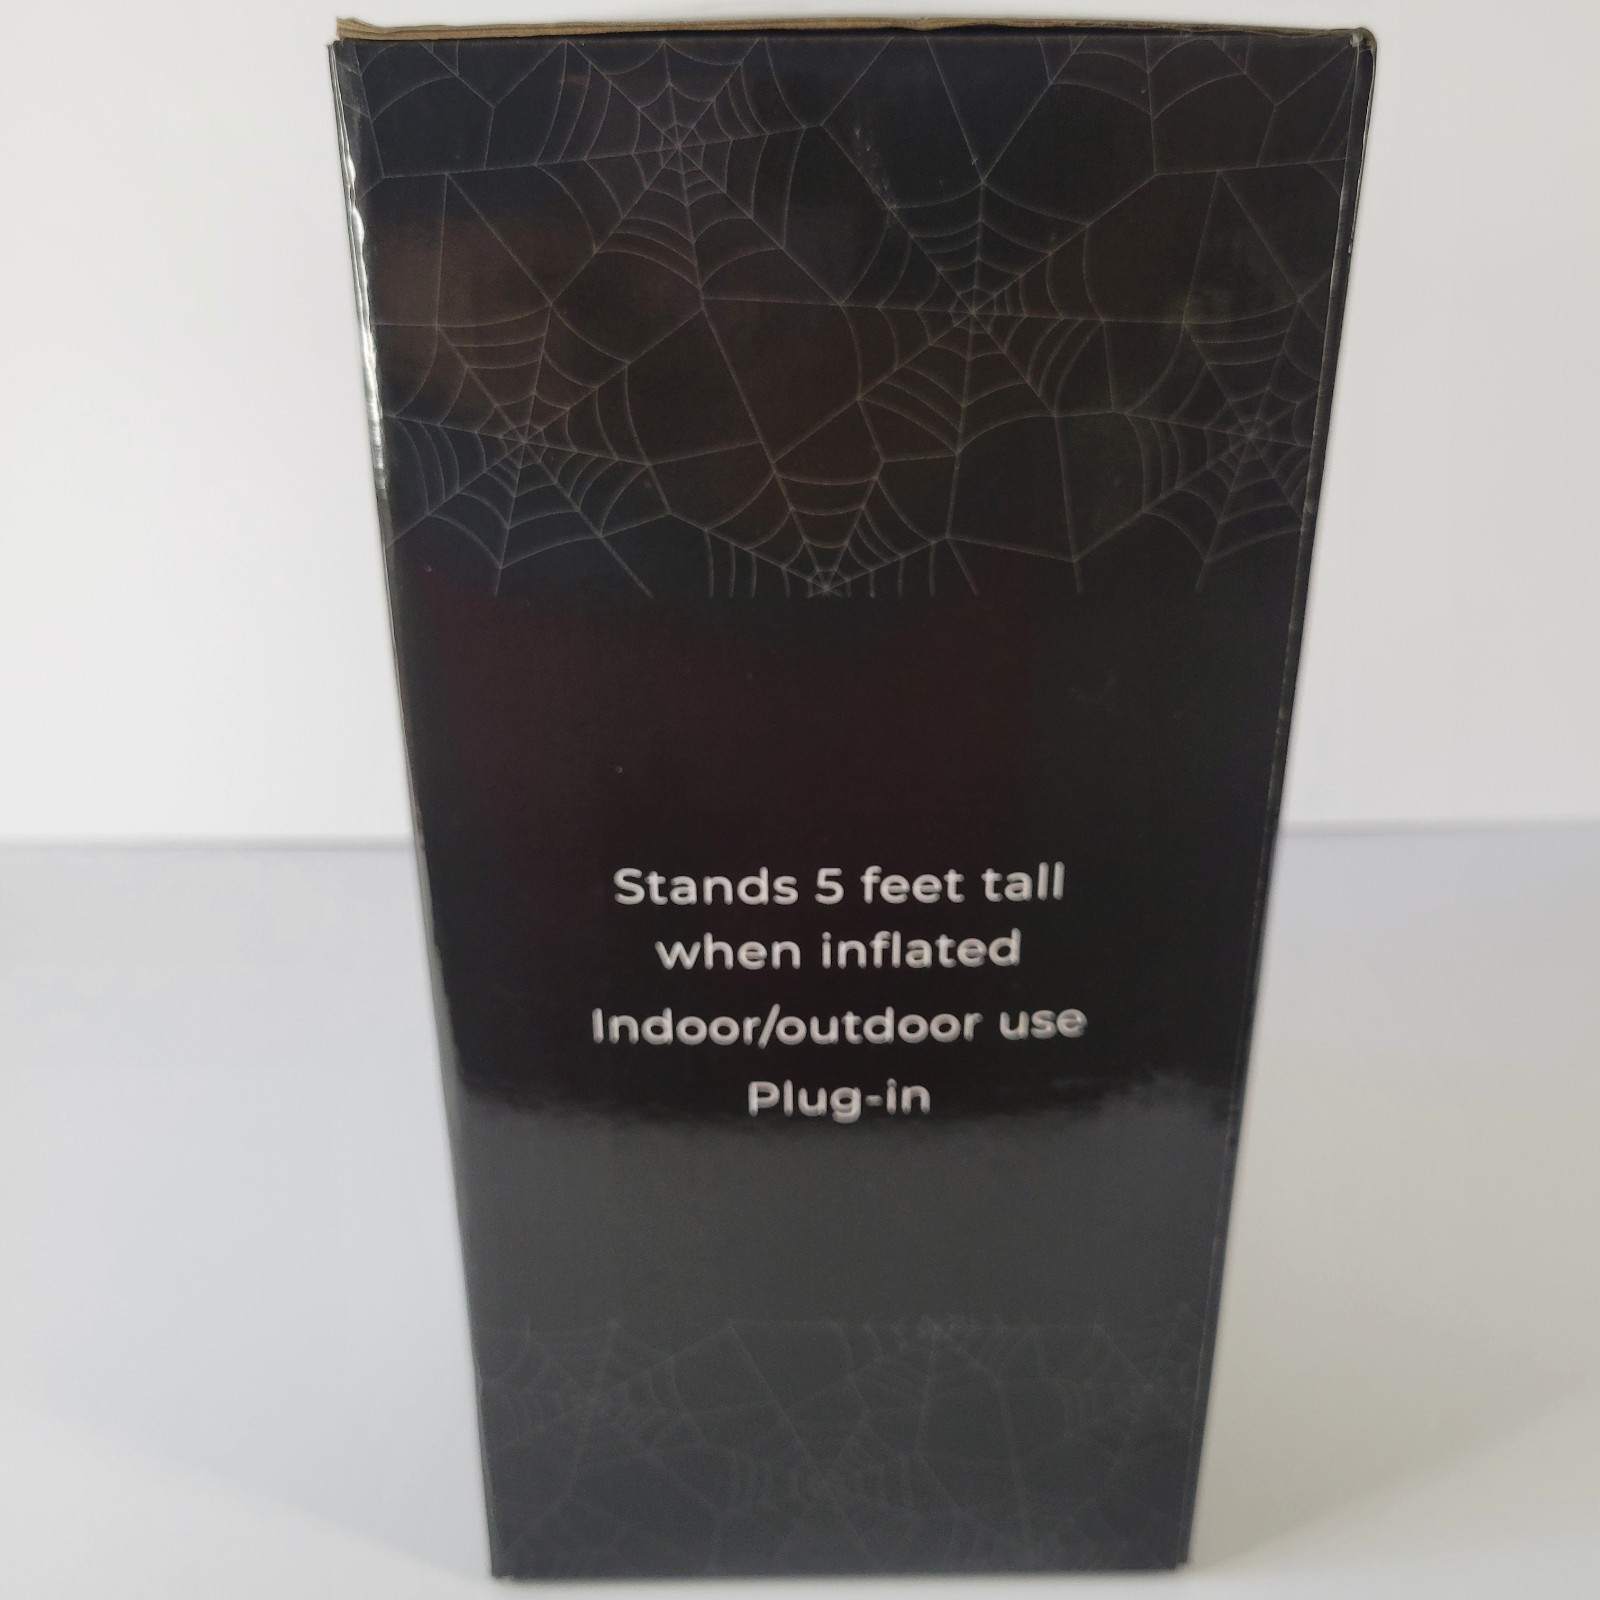 Stands 5 feet tall
when inflated
Indoor/outdoor use
Plug-in